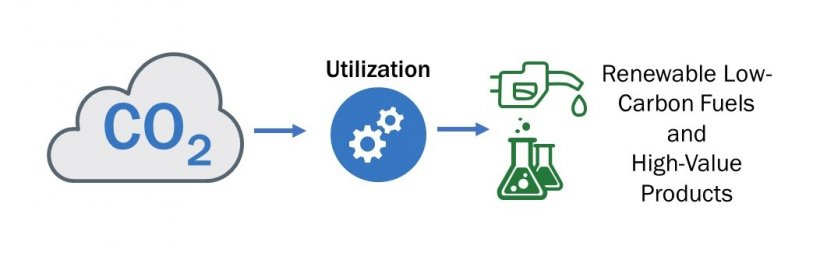 CO₂
Utilization
Renewable Low-
Carbon Fuels
and
High-Value
Products